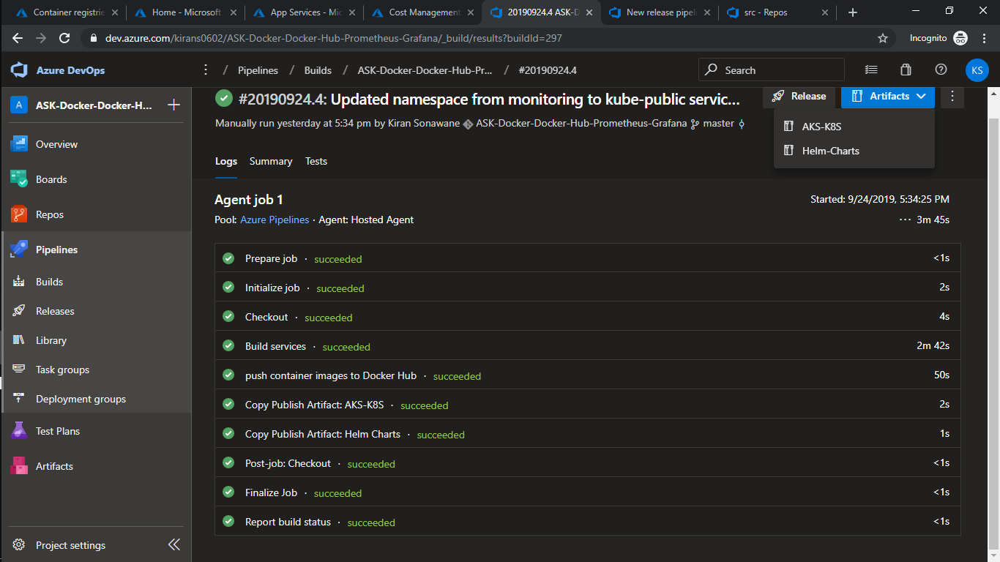 Container registrie
Home - Microsoft
App Services - Mic
Cost Management
20190924.4 ASK-D
New release pipeli
src - Repos
dev.azure.com/kirans0602/ASK-Docker-Docker-Hub-Prometheus-Grafana/_build/results?buildId=297
Incognito
Azure DevOps
/ Pipelines / Builds / ASK-Docker-Docker-Hub-Pr... / #20190924.4
Search
KS
A ASK-Docker-Docker-H...
Overview
Boards
Repos
Pipelines
Builds
Releases
Library
Task groups
Deployment groups
Test Plans
Artifacts
Project settings
#20190924.4: Updated namespace from monitoring to kube-public servic...
Release
Artifacts
AKS-K8S
Helm-Charts
Manually run yesterday at 5:34 pm by Kiran Sonawane ASK-Docker-Docker-Hub-Prometheus-Grafana master
Logs Summary Tests
Agent job 1
Started: 9/24/2019, 5:34:25 PM
Pool: Azure Pipelines · Agent: Hosted Agent
··· 3m 45s
Prepare job · succeeded <1s
Initialize job · succeeded 2s
Checkout · succeeded 4s
Build services · succeeded 2m 42s
push container images to Docker Hub · succeeded 50s
Copy Publish Artifact: AKS-K8S · succeeded 2s
Copy Publish Artifact: Helm Charts · succeeded 1s
Post-job: Checkout · succeeded <1s
Finalize Job · succeeded <1s
Report build status · succeeded <1s